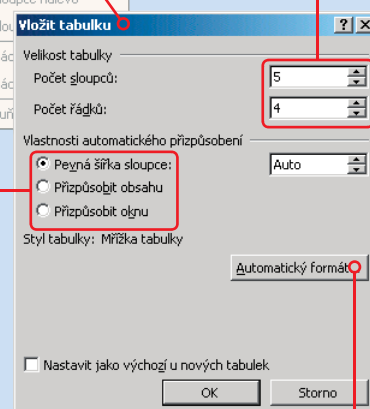 Vložit tabulku
Velikost tabulky
Počet sloupců: 5
Počet řádků: 4
Vlastnosti automatického přizpůsobení
Pevná šířka sloupce: Auto
Přizpůsobit obsahu
Přizpůsobit oknu
Styl tabulky: Mřížka tabulky
Automatický formát
Nastavit jako výchozí u nových tabulek
OK Storno